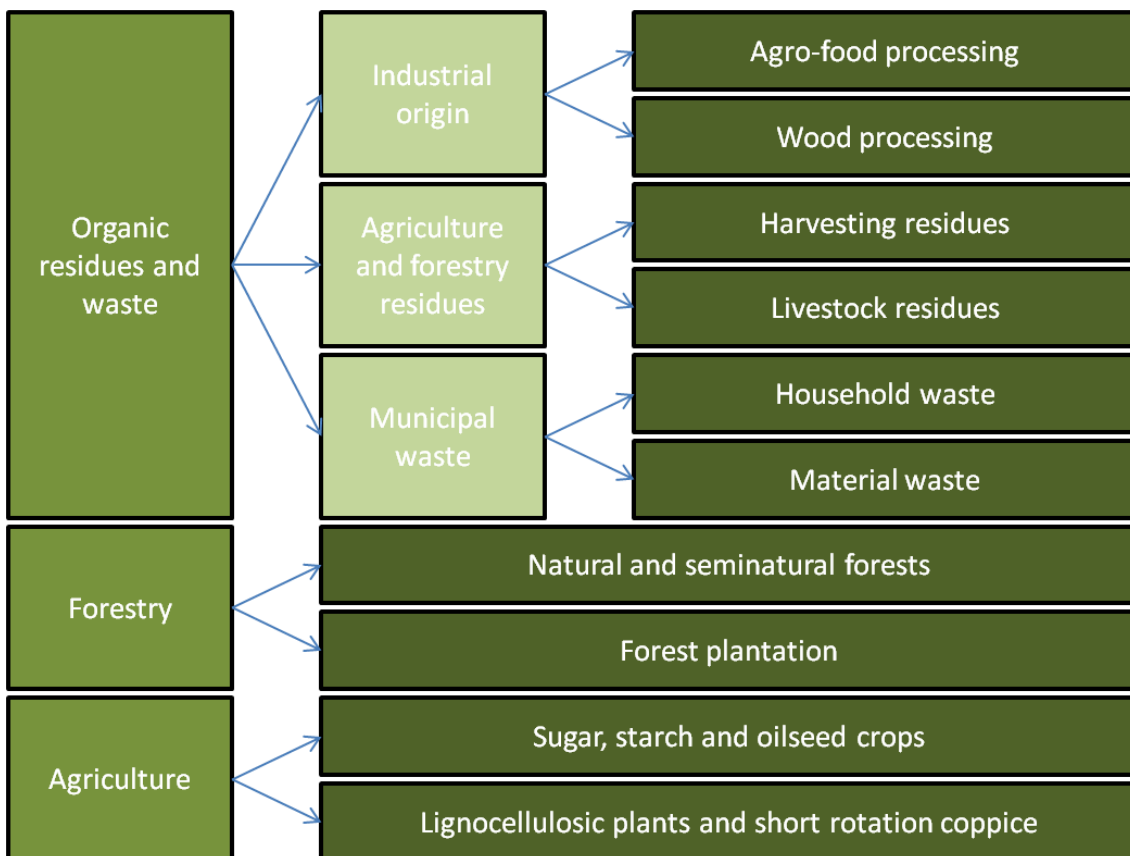 Organic
residues and
waste
Industrial
origin
Agro-food processing
Wood processing
Agriculture
and forestry
residues
Harvesting residues
Livestock residues
Municipal
waste
Household waste
Material waste
Forestry
Natural and seminatural forests
Forest plantation
Agriculture
Sugar, starch and oilseed crops
Lignocellulosic plants and short rotation coppice